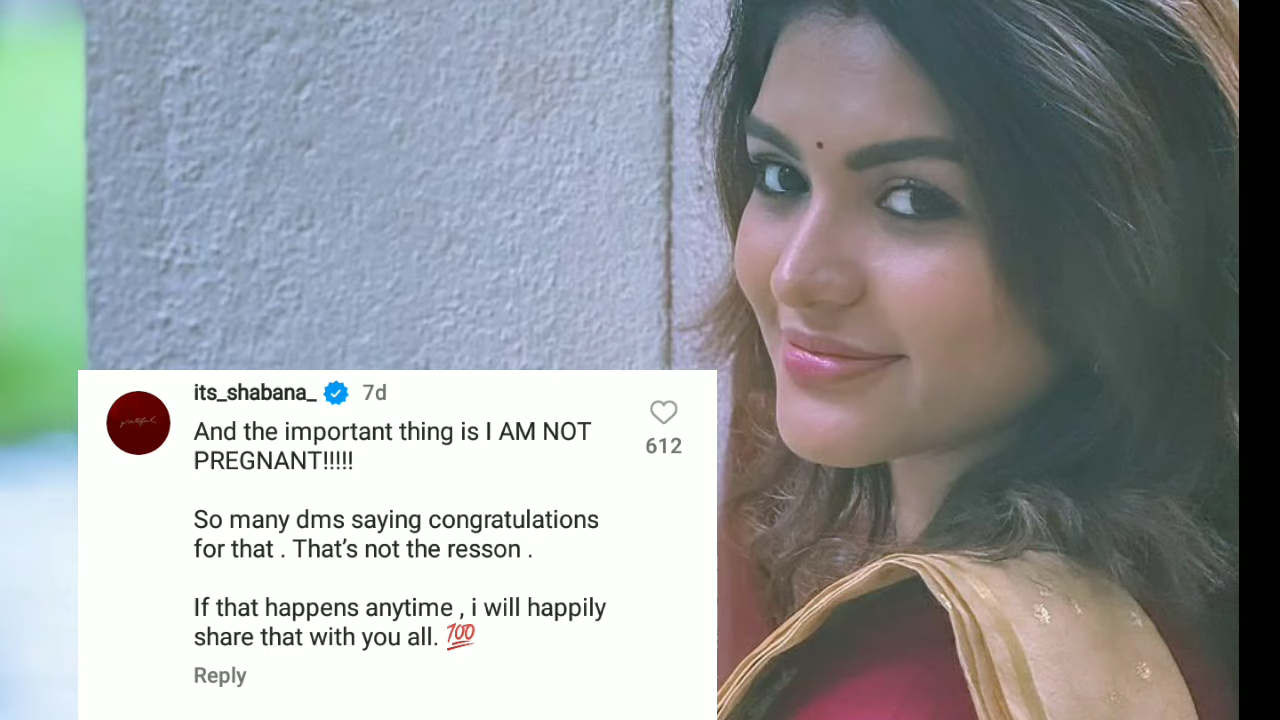 its_shabana_ 7d
And the important thing is I AM NOT
PREGNANT!!!!!
612
So many dms saying congratulations
for that . That’s not the resson .
If that happens anytime , i will happily
share that with you all. 💯
Reply
grateful